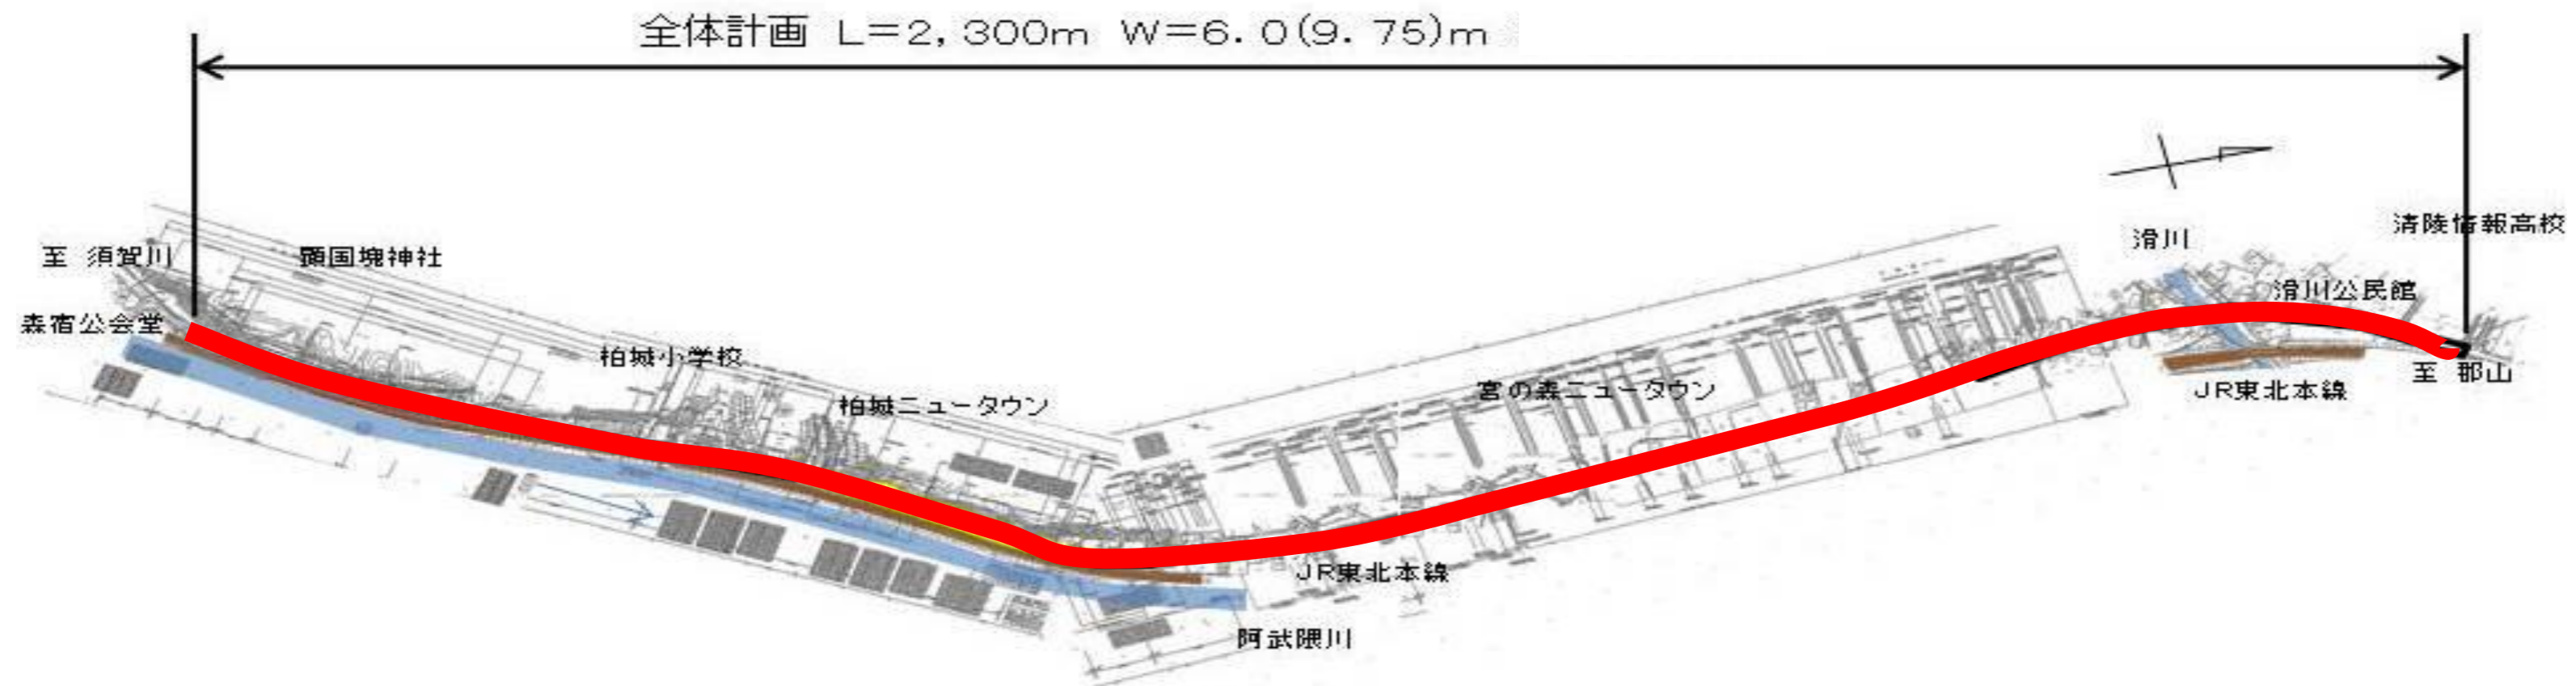 全体計画 L=2,300m W=6.0(9.75)m
清陵情報高校
滑川
至 須賀川
顕国塊神社
滑川公民館
森宿公会堂
柏城小学校
至 郡山
JR東北本線
宮の森ニュータウン
柏城ニュータウン
JR東北本線
阿武隈川